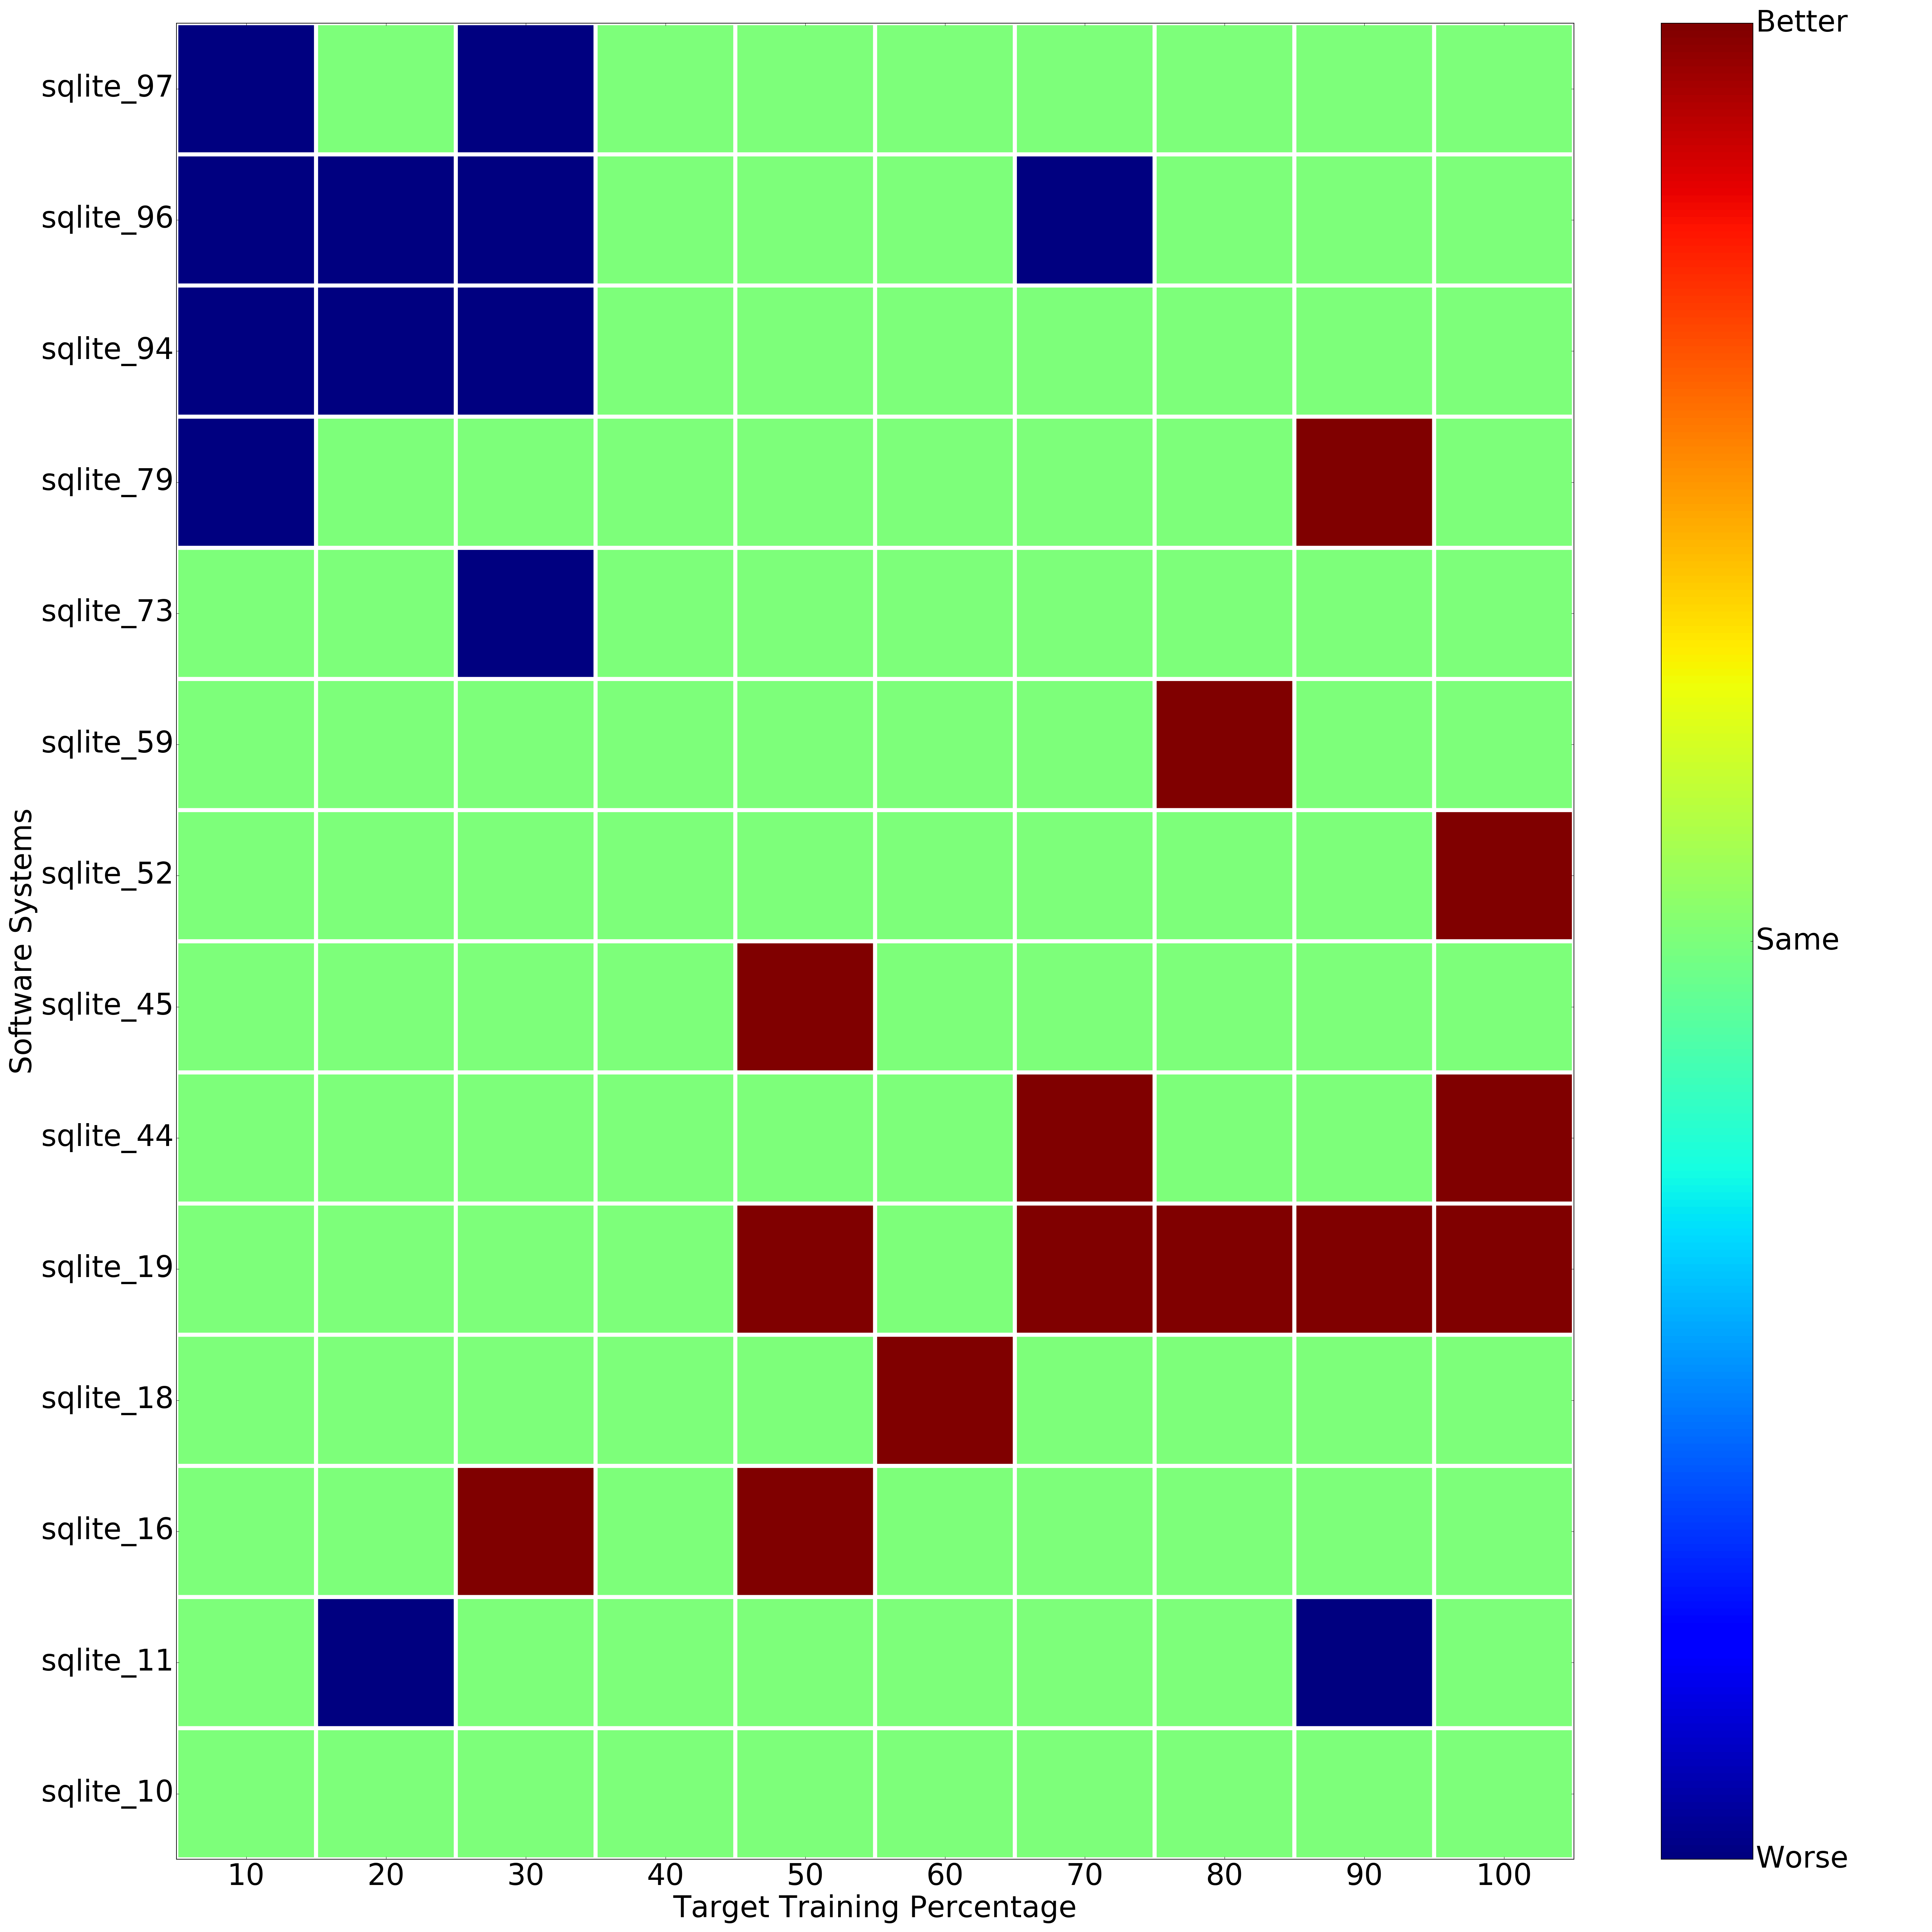 Better
sqlite_97
sqlite_96
sqlite_94
sqlite_79
sqlite_73
sqlite_59
sqlite_52
Same
sqlite_45
sqlite_44
sqlite_19
sqlite_18
sqlite_16
sqlite_11
sqlite_10
Worse
Software Systems
10 20 30 40 50 60 70 80 90 100
Target Training Percentage